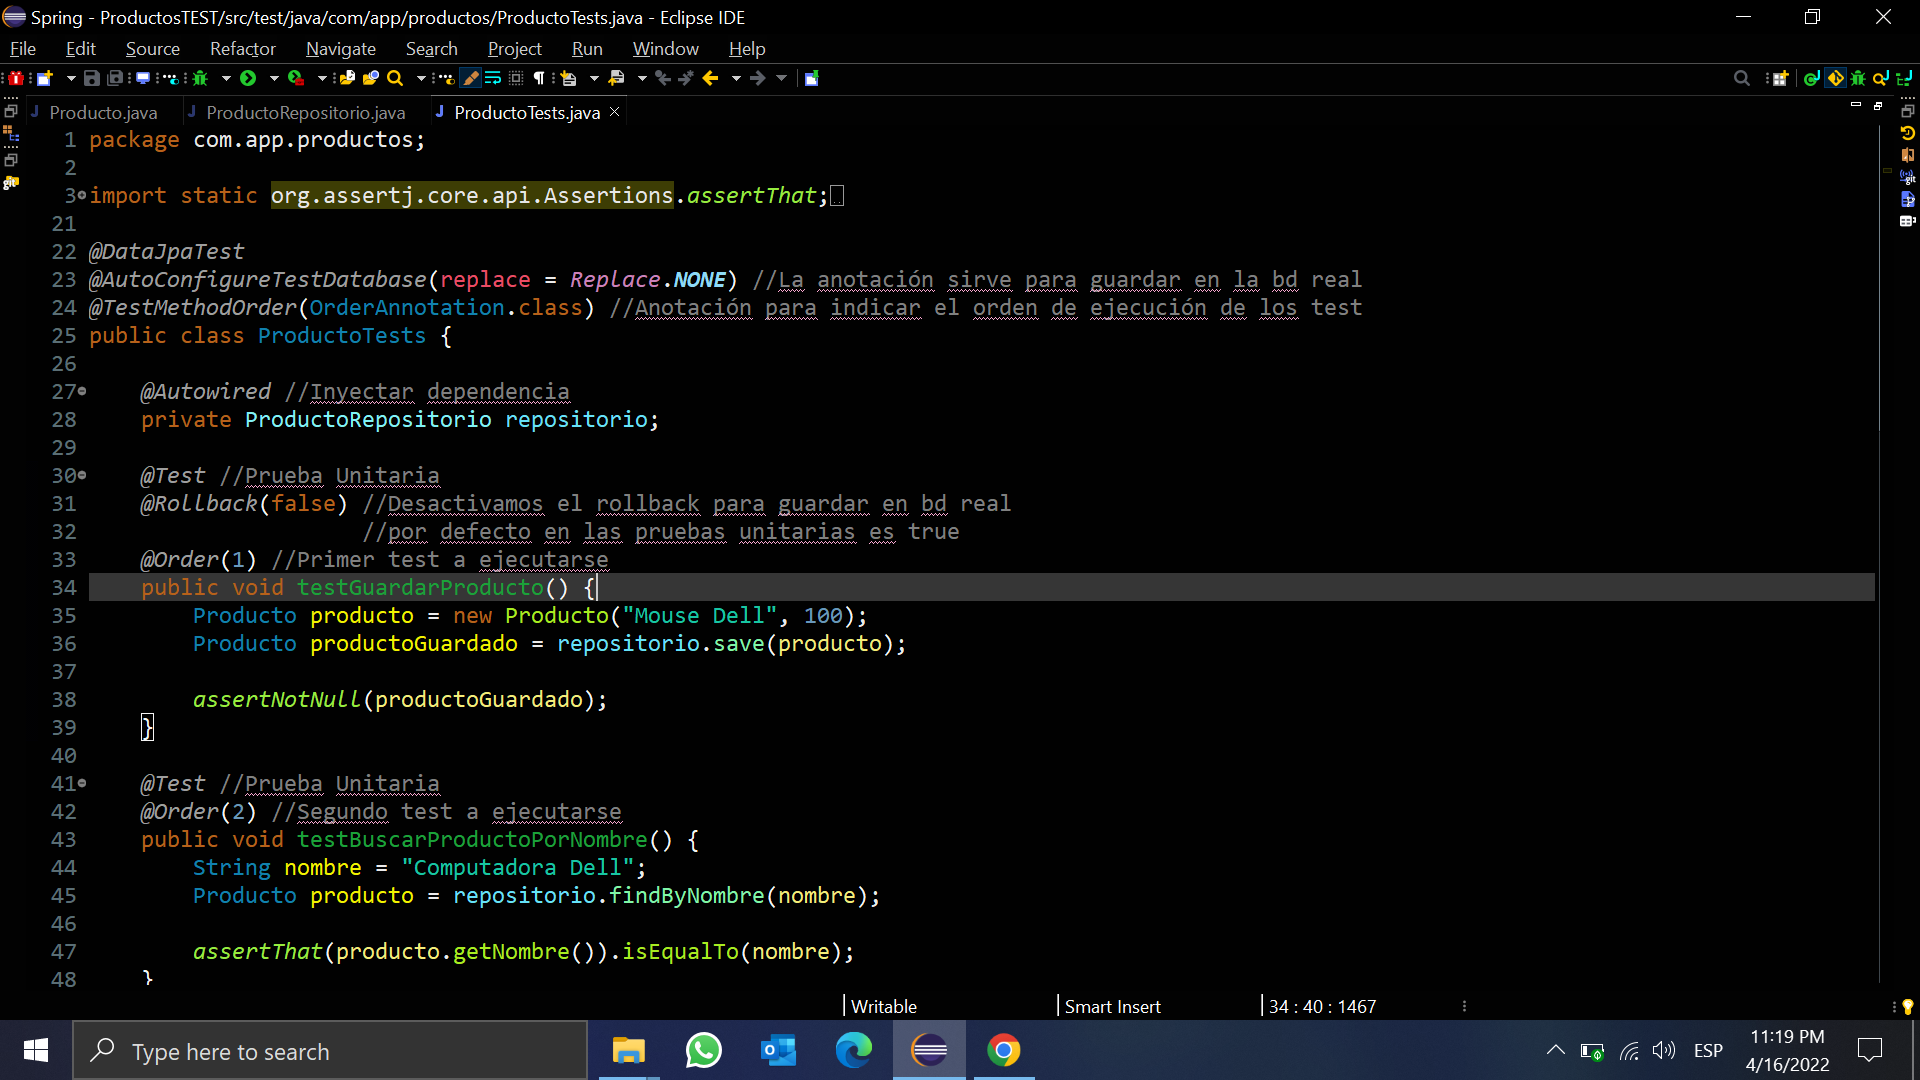 Spring - ProductosTEST/src/test/java/com/app/productos/ProductoTests.java - Eclipse IDE
File Edit Source Refactor Navigate Search Project Run Window Help
Producto.java ProductoRepositorio.java ProductoTests.java
1 package com.app.productos;
2
3 import static org.assertj.core.api.Assertions.assertThat;
21
22 @DataJpaTest
23 @AutoConfigureTestDatabase(replace = Replace.NONE) //La anotación sirve para guardar en la bd real
24 @TestMethodOrder(OrderAnnotation.class) //Anotación para indicar el orden de ejecución de los test
25 public class ProductoTests {
26
27 @Autowired //Inyectar dependencia
28 private ProductoRepositorio repositorio;
29
30 @Test //Prueba Unitaria
31 @Rollback(false) //Desactivamos el rollback para guardar en bd real
32 //por defecto en las pruebas unitarias es true
33 @Order(1) //Primer test a ejecutarse
34 public void testGuardarProducto() {
35 Producto producto = new Producto("Mouse Dell", 100);
36 Producto productoGuardado = repositorio.save(producto);
37
38 assertNotNull(productoGuardado);
39 }
40
41 @Test //Prueba Unitaria
42 @Order(2) //Segundo test a ejecutarse
43 public void testBuscarProductoPorNombre() {
44 String nombre = "Computadora Dell";
45 Producto producto = repositorio.findByNombre(nombre);
46
47 assertThat(producto.getNombre()).isEqualTo(nombre);
48 }
Writable Smart Insert 34 : 40 : 1467
Type here to search
ESP
11:19 PM
4/16/2022